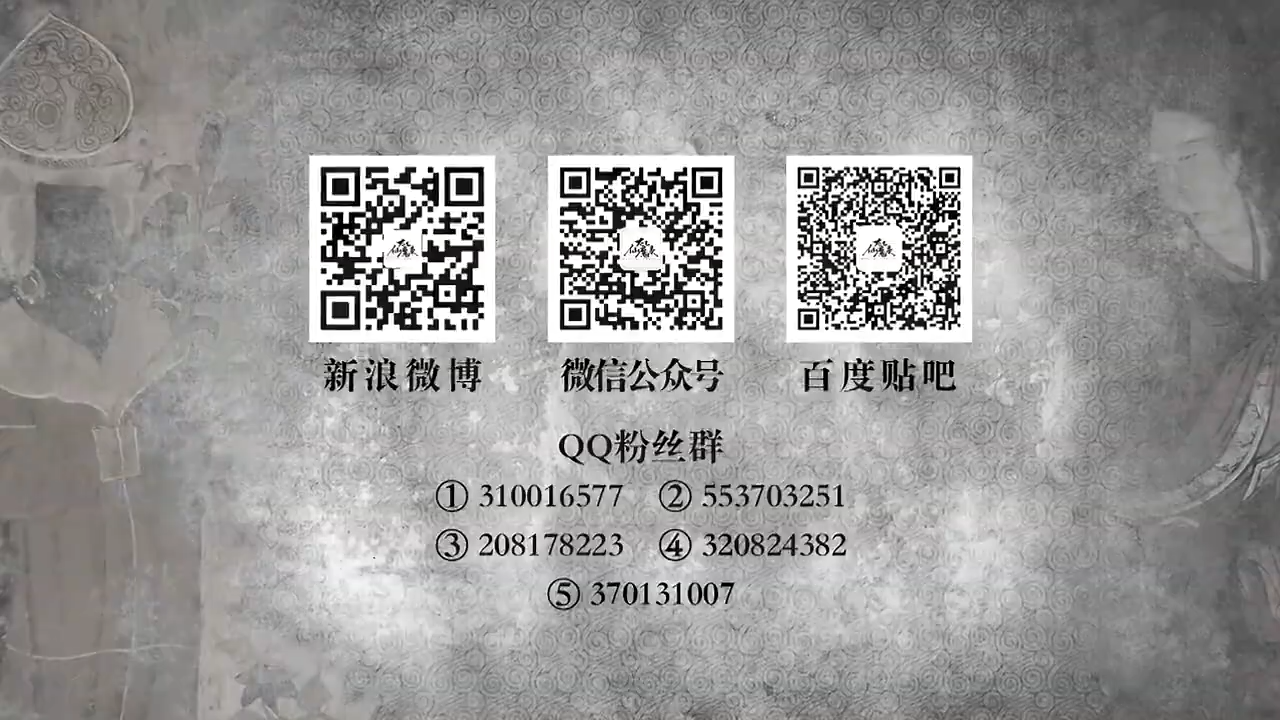 新浪微博 微信公众号 百度贴吧
QQ粉丝群
① 310016577 ② 553703251
③ 208178223 ④ 320824382
⑤ 370131007